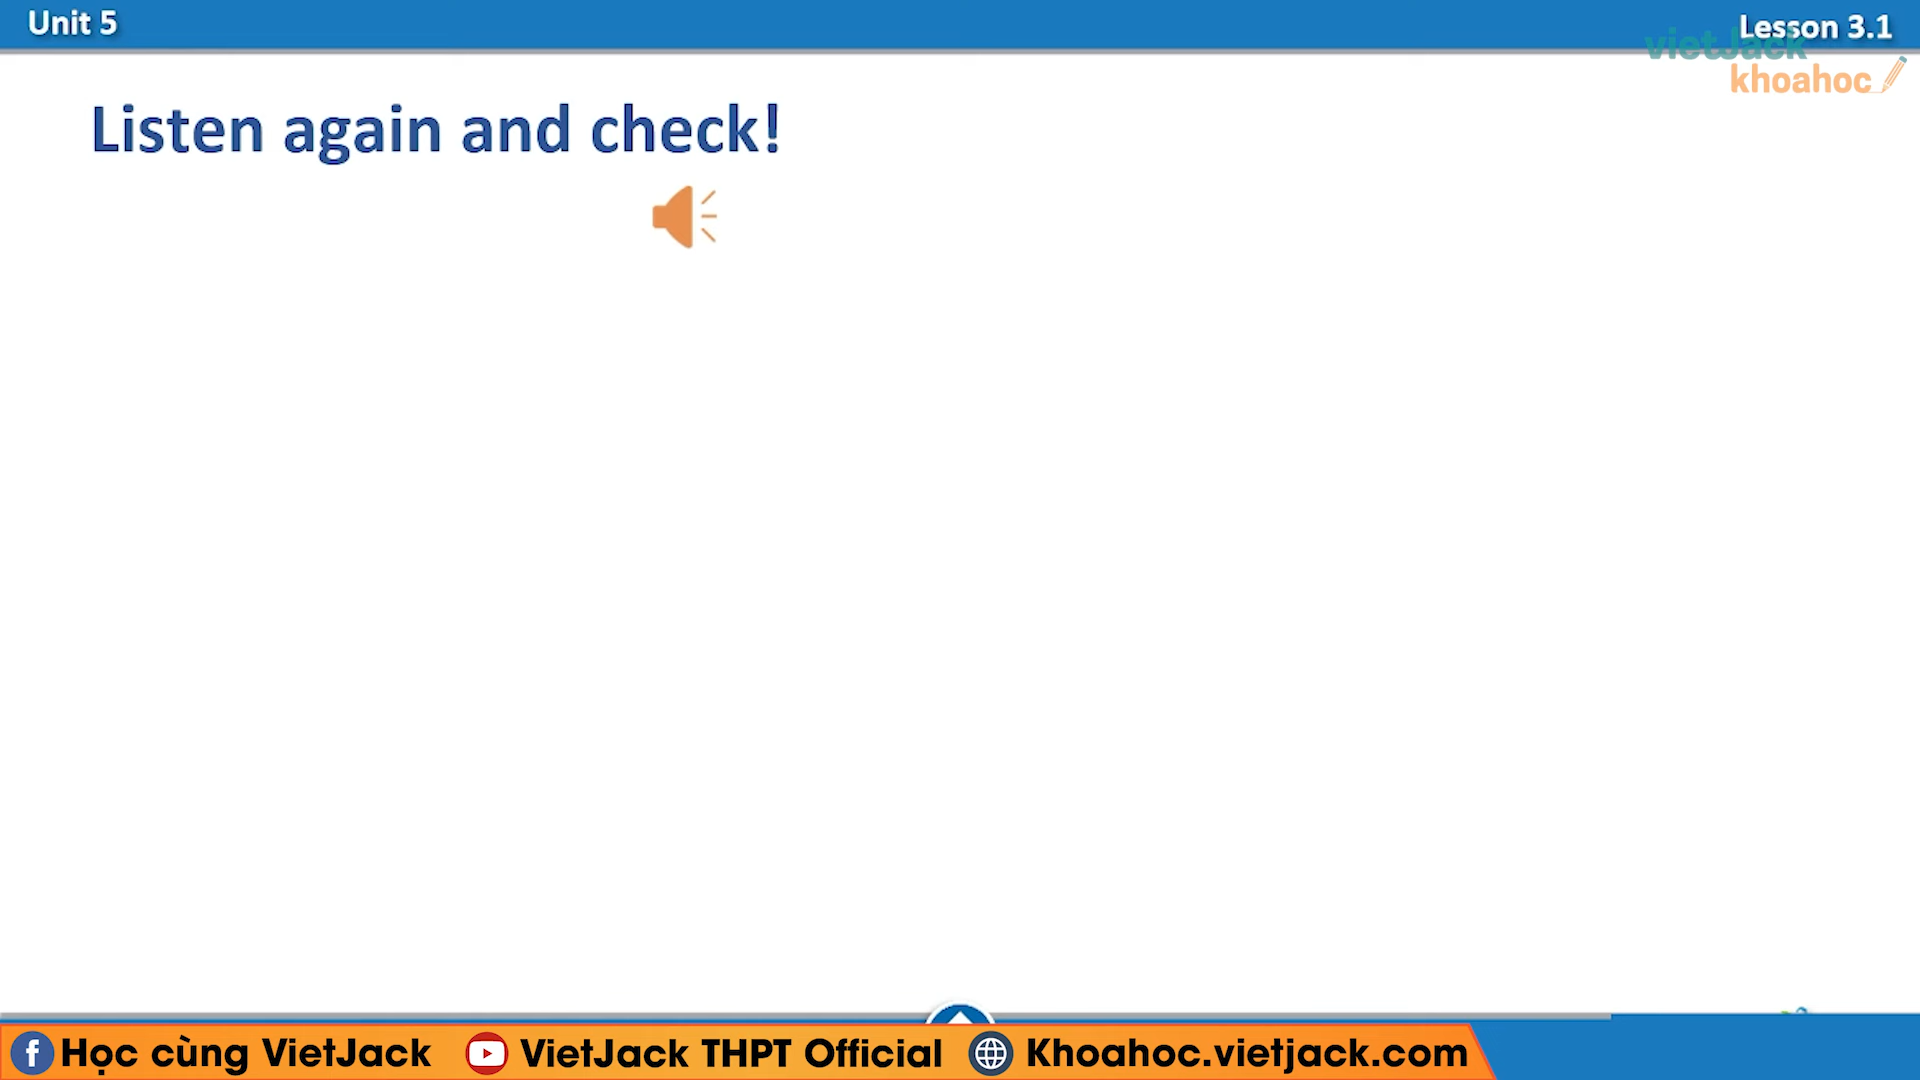 Unit 5
Lesson 3.1
vietJack
khoahoc
Listen again and check!
Học cùng VietJack
VietJack THPT Official
Khoahoc.vietjack.com